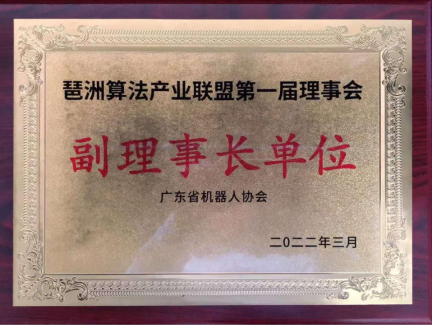 琶洲算法产业联盟第一届理事会
副理事长单位
广东省机器人协会
二〇二二年三月